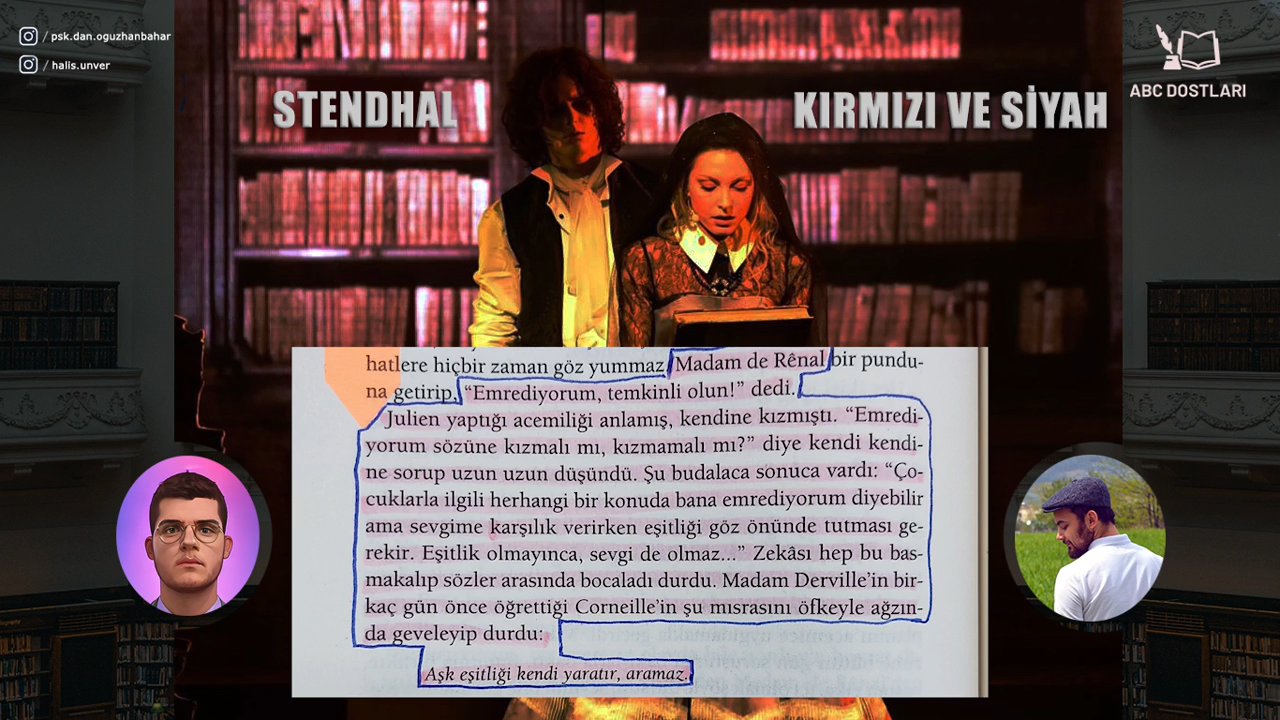 / psk.dan.oguzhanbahar
/ halis.unver
ABC DOSTLARI
STENDHAL
KIRMIZI VE SİYAH
hatlere hiçbir zaman göz yummaz Madam de Rênal bir pundu-
na getirip, “Emrediyorum, temkinli olun!” dedi.
Julien yaptığı acemiliği anlamış, kendine kızmıştı. “Emredi-
yorum sözüne kızmalı mı, kızmamalı mı?” diye kendi kendi-
ne sorup uzun uzun düşündü. Şu budalaca sonuca vardı: “Ço-
cuklarla ilgili herhangi bir konuda bana emrediyorum diyebilir
ama sevgime karşılık verirken eşitliği göz önünde tutması ge-
rekir. Eşitlik olmayınca, sevgi de olmaz...” Zekâsı hep bu bas-
makalıp sözler arasında bocaladı durdu. Madam Derville’in bir-
kaç gün önce öğrettiği Corneille’in şu mısrasını öfkeyle ağzın-
da geveleyip durdu:
Aşk eşitliği kendi yaratır, aramaz.